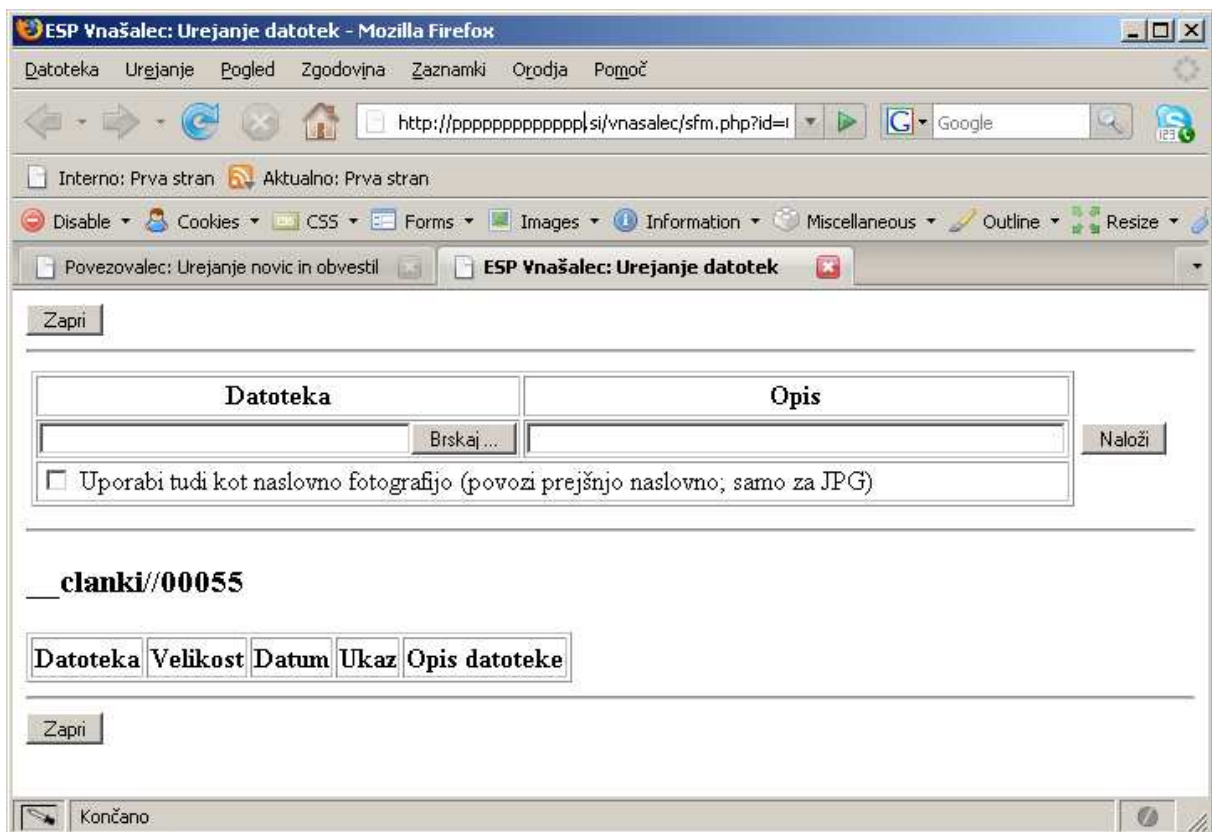 ESP Vnašalec: Urejanje datotek - Mozilla Firefox
Datoteka Urejanje Pogled Zgodovina Zaznamki Orodja Pomoč
http://ppppppppppppp.si/vnasalec/sfm.php?id= G Google 123
Interno: Prva stran Aktualno: Prva stran
Disable Cookies CSS Forms Images Information Miscellaneous Outline Resize
Povezovalec: Urejanje novic in obvestil ESP Vnašalec: Urejanje datotek
Zapri
Datoteka Opis
Brskaj ... Naloži
Uporabi tudi kot naslovno fotografijo (povozi prejšnjo naslovno; samo za JPG)
__clanki//00055
Datoteka Velikost Datum Ukaz Opis datoteke
Zapri
Končano